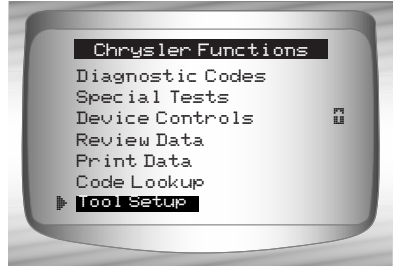 Chrysler Functions
Diagnostic Codes
Special Tests
Device Controls
Review Data
Print Data
Code Lookup
Tool Setup